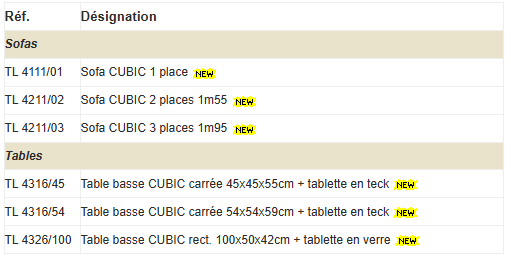 Réf. Désignation
Sofas
TL 4111/01 Sofa CUBIC 1 place NEW
TL 4211/02 Sofa CUBIC 2 places 1m55 NEW
TL 4211/03 Sofa CUBIC 3 places 1m95 NEW
Tables
TL 4316/45 Table basse CUBIC carrée 45x45x55cm + tablette en teck NEW
TL 4316/54 Table basse CUBIC carrée 54x54x59cm + tablette en teck NEW
TL 4326/100 Table basse CUBIC rect. 100x50x42cm + tablette en verre NEW